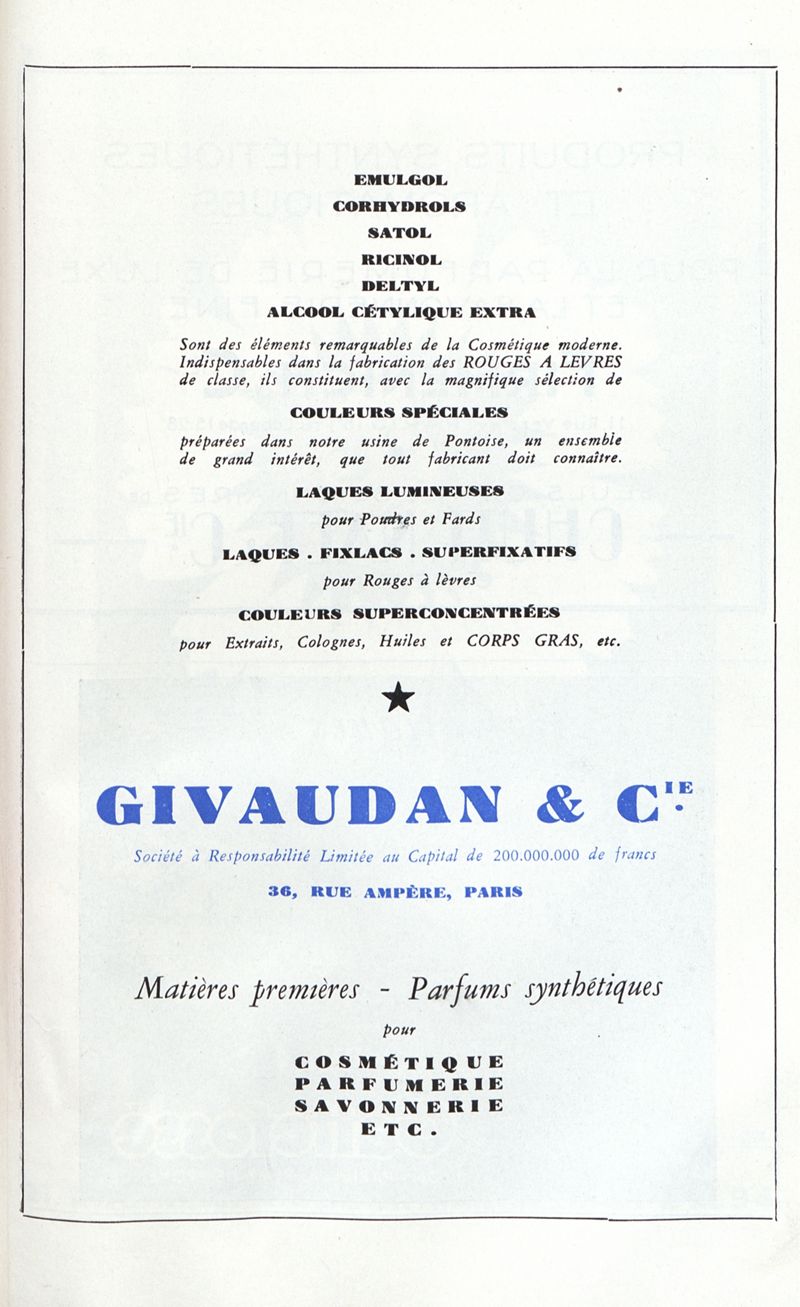 EMULGOL
CORHYDROLS
SATOL
RICINOL
DELTYL
ALCOOL CÉTYLIQUE EXTRA
Sont des éléments remarquables de la Cosmétique moderne.
Indispensables dans la fabrication des ROUGES A LEVRES
de classe, ils constituent, avec la magnifique sélection de
COULEURS SPÉCIALES
préparées dans notre usine de Pontoise, un ensemble
de grand intérêt, que tout fabricant doit connaître.
LAQUES LUMINEUSES
pour Poudres et Fards
LAQUES . FIXLACS . SUPERFIXATIFS
pour Rouges à lèvres
COULEURS SUPERCONCENTRÉES
pour Extraits, Colognes, Huiles et CORPS GRAS, etc.
GIVAUDAN & CIE.
Société à Responsabilité Limitée au Capital de 200.000.000 de francs
36, RUE AMPÈRE, PARIS
Matières premières - Parfums synthétiques
pour
COSMÉTIQUE
PARFUMERIE
SAVONNERIE
ETC.